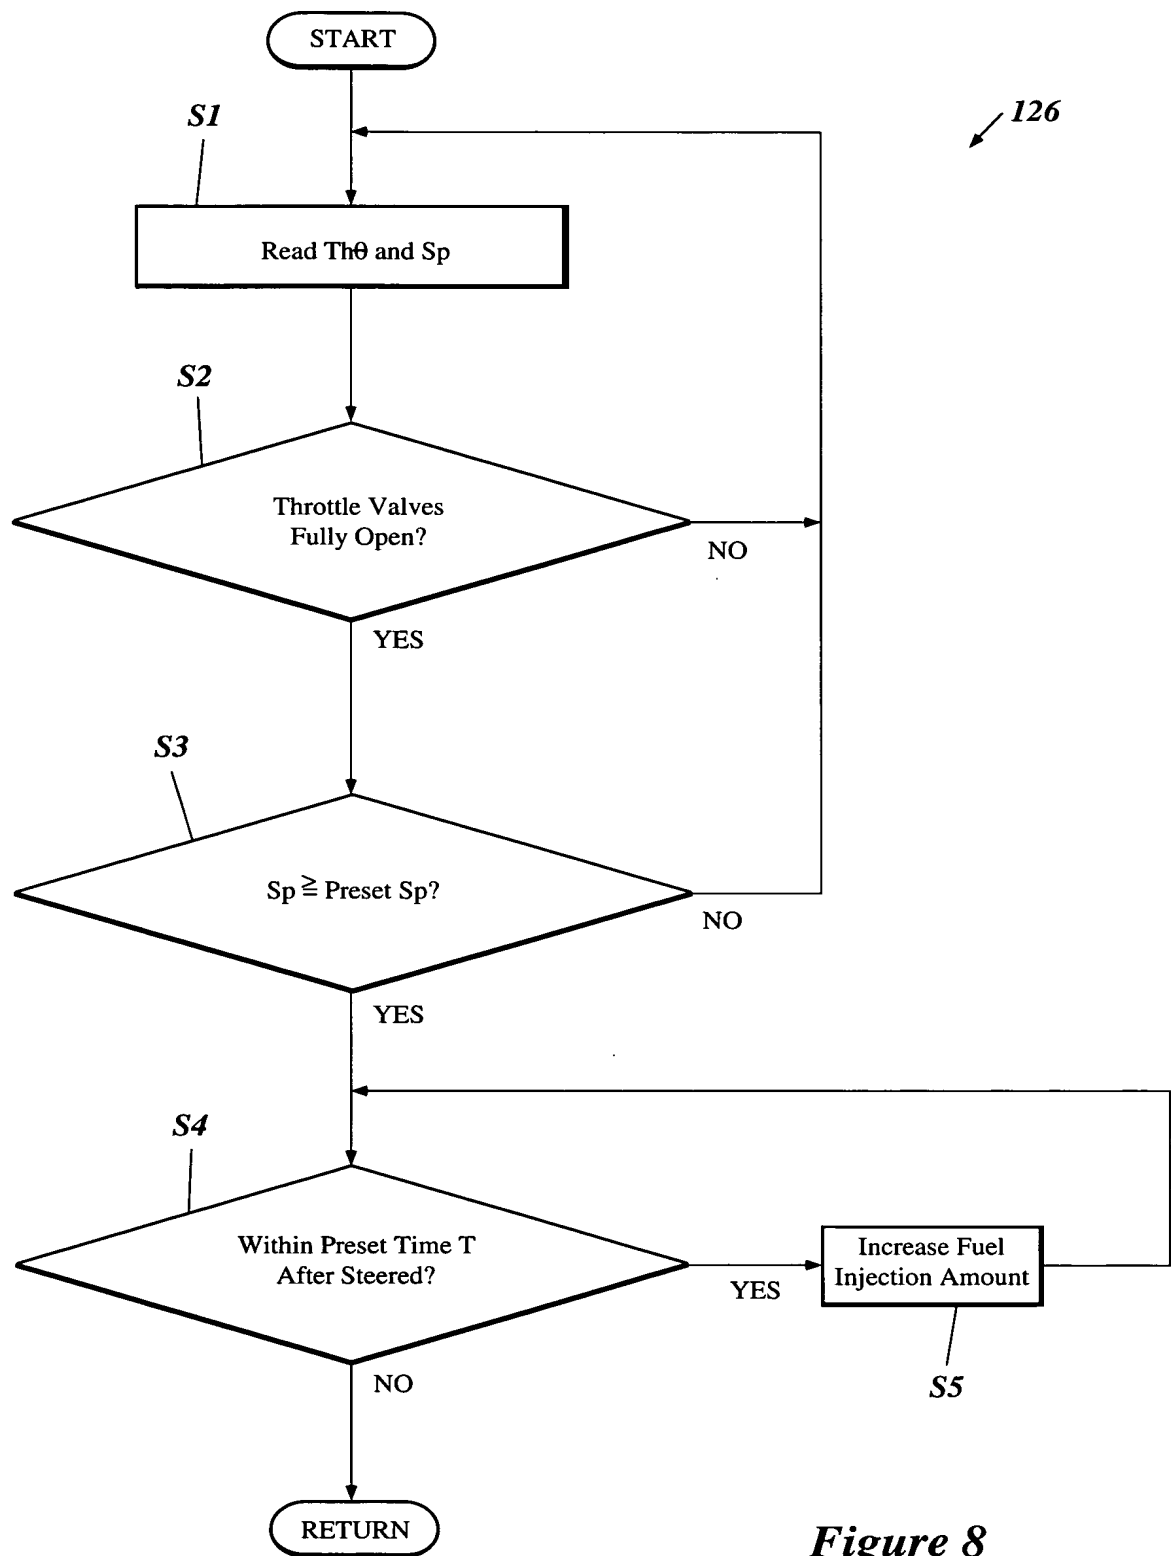 START
S1
126
Read Thθ and Sp
S2
Throttle Valves
Fully Open?
NO
YES
S3
Sp ≧ Preset Sp?
NO
YES
S4
Within Preset Time T
After Steered?
YES
Increase Fuel
Injection Amount
S5
NO
RETURN
Figure 8